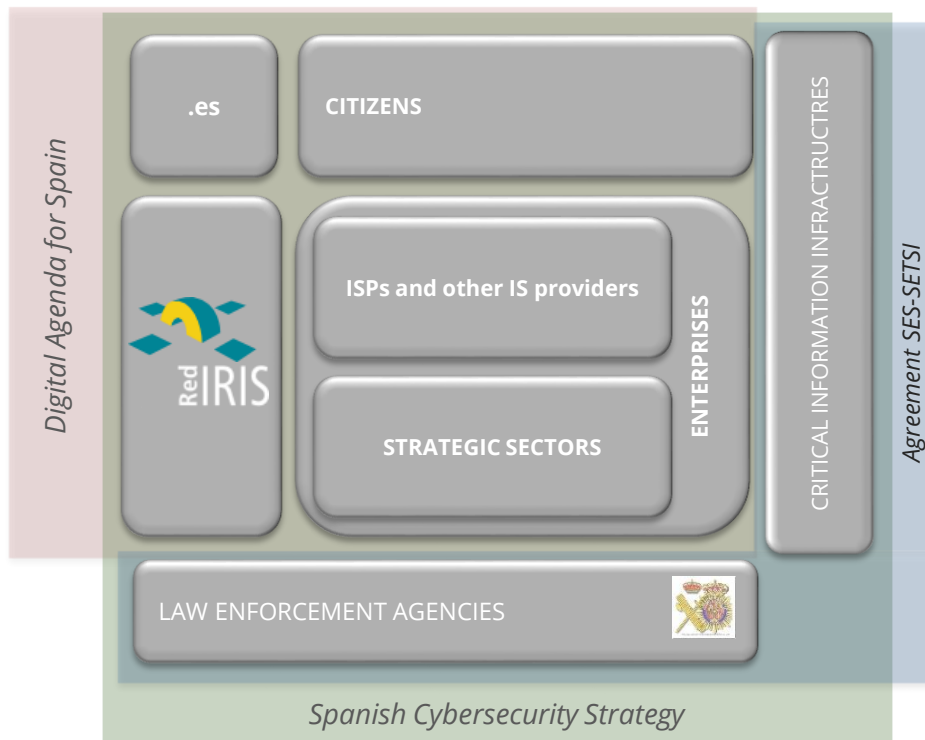 Digital Agenda for Spain
.es
CITIZENS
CRITICAL INFORMATION INFRACTRUCTRES
Agreement SES-SETSI
Red
IRIS
ISPs and other IS providers
ENTERPRISES
STRATEGIC SECTORS
LAW ENFORCEMENT AGENCIES
Spanish Cybersecurity Strategy